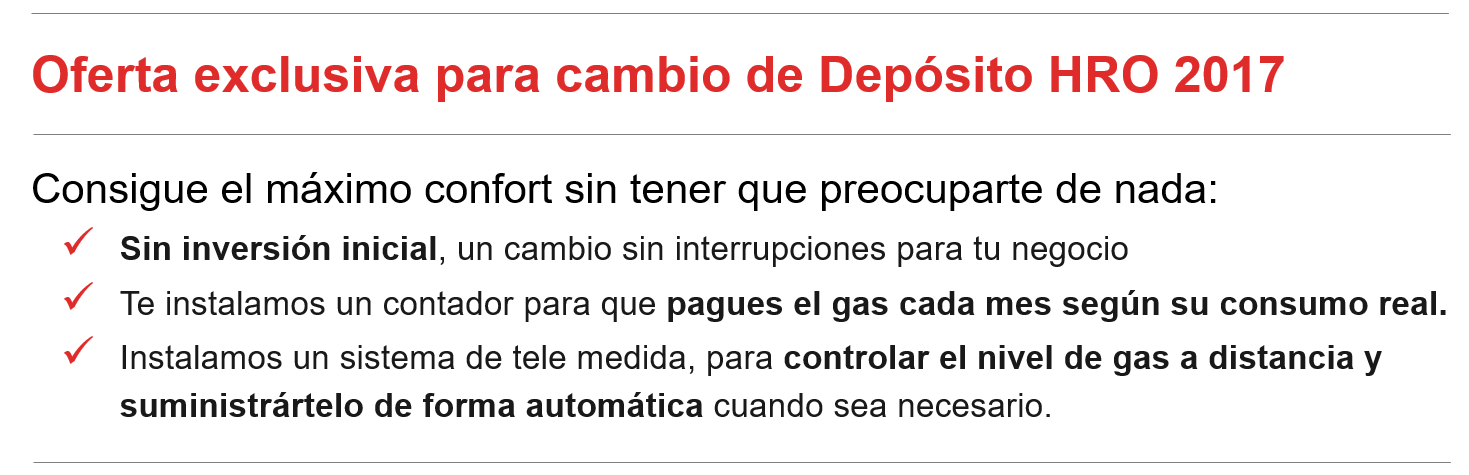 Oferta exclusiva para cambio de Depósito HRO 2017
Consigue el máximo confort sin tener que preocuparte de nada:
✓ Sin inversión inicial, un cambio sin interrupciones para tu negocio
✓ Te instalamos un contador para que pagues el gas cada mes según su consumo real.
✓ Instalamos un sistema de tele medida, para controlar el nivel de gas a distancia y
suministrártelo de forma automática cuando sea necesario.